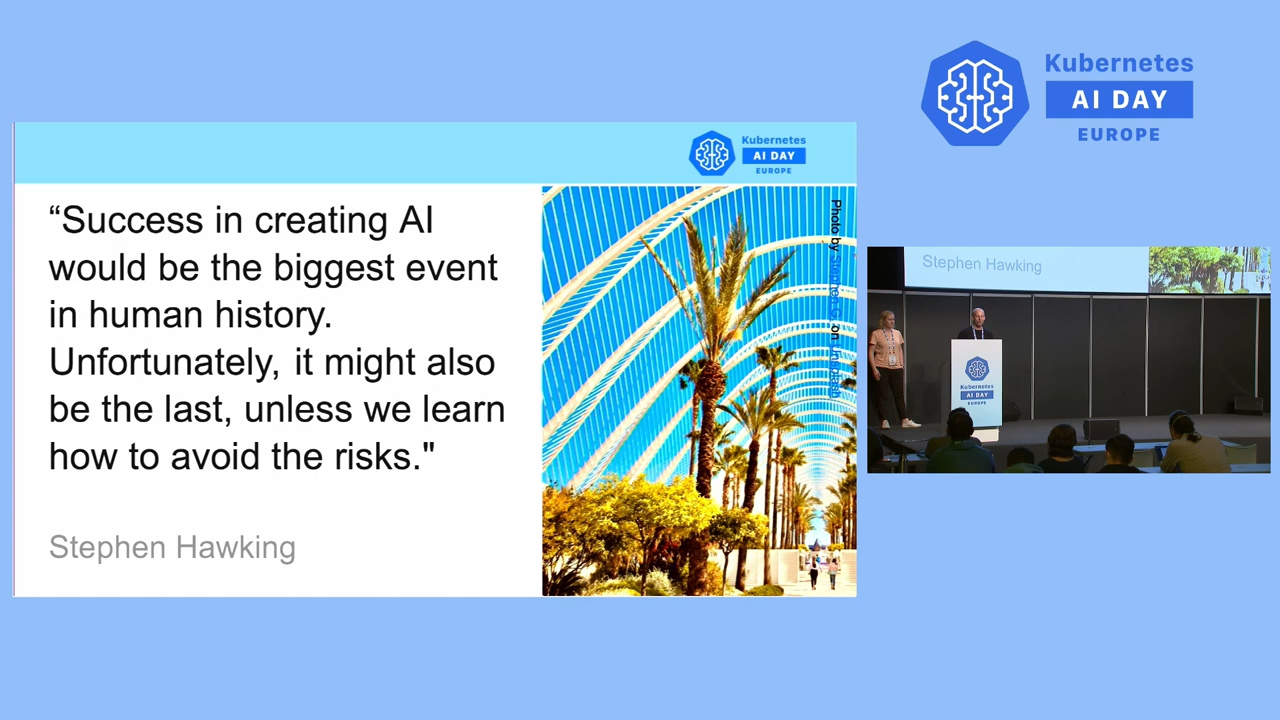 Kubernetes
AI DAY
EUROPE
Kubernetes
AI DAY
EUROPE
“Success in creating AI
would be the biggest event
in human history.
Unfortunately, it might also
be the last, unless we learn
how to avoid the risks."
Stephen Hawking
Photo by Stephen G. on Unsplash
Stephen Hawking
Kubernetes
AI DAY
EUROPE